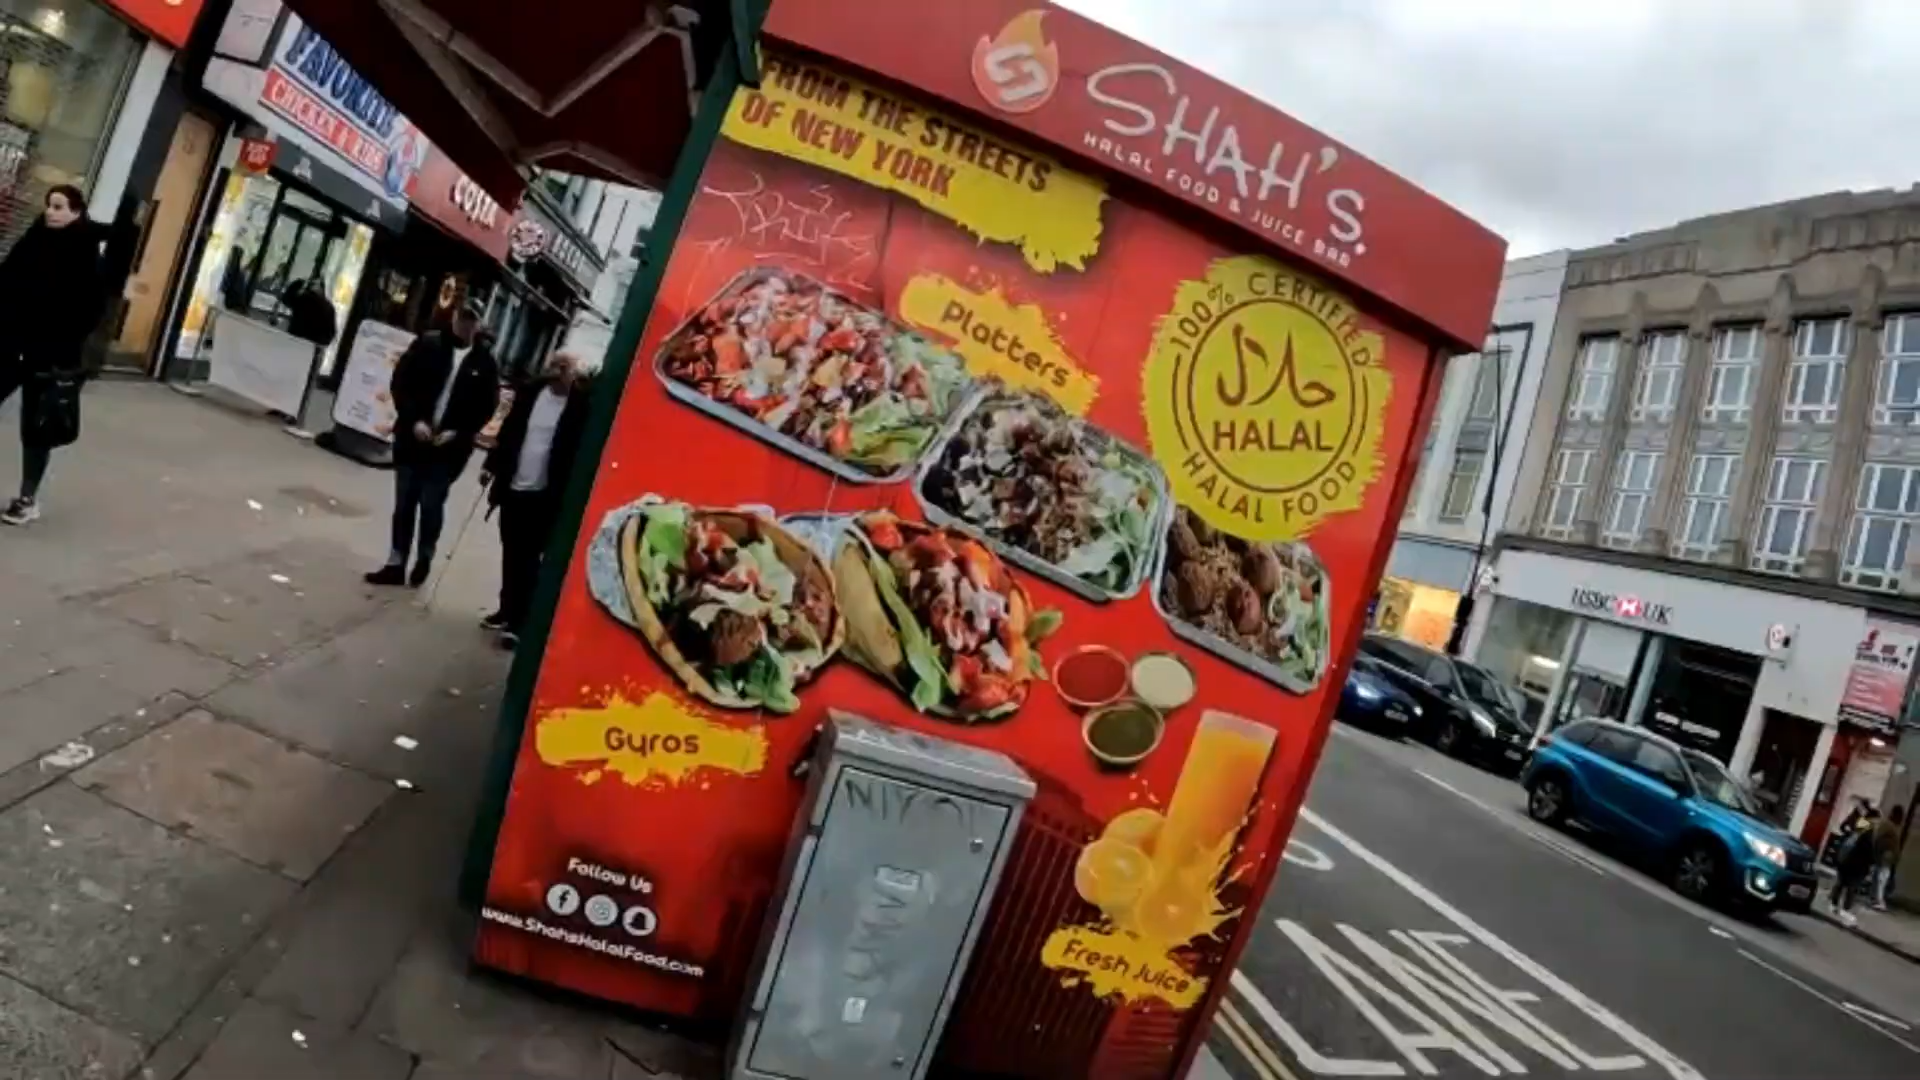 FAVORITE
CHICKEN & RIBS
COSTA
SHAH'S.
HALAL FOOD & JUICE BAR
FROM THE STREETS
OF NEW YORK
Platters
100% CERTIFIED
حلال
HALAL
HALAL FOOD
Gyros
Follow Us
www.ShahsHalalFood.com
Fresh Juice
HSBC UK
LANE